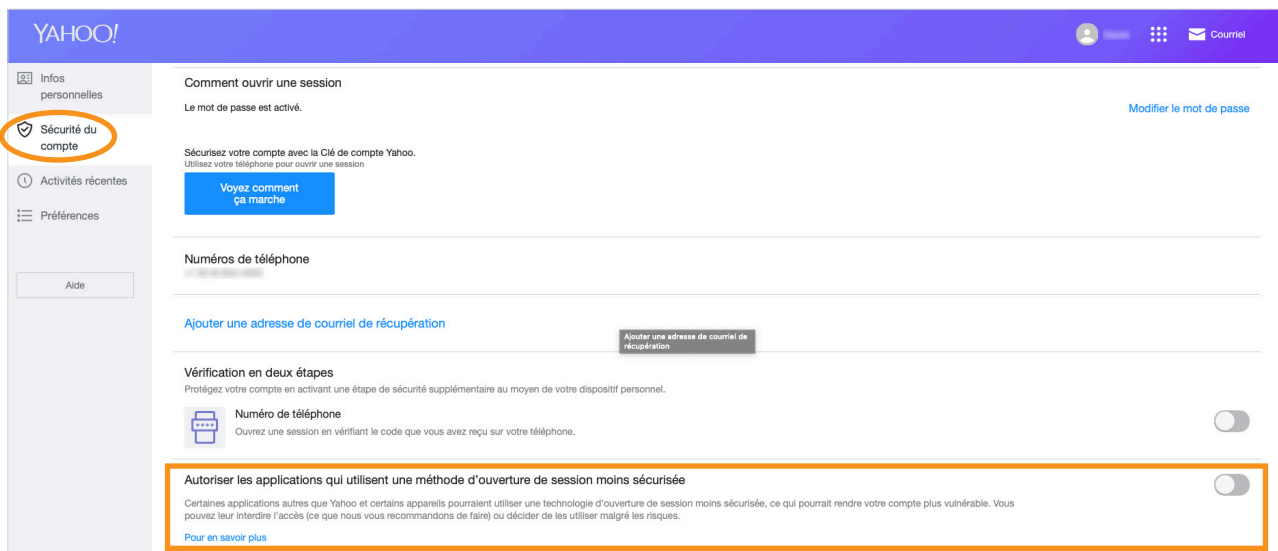 YAHOO!
Courriel
Infos
personnelles
Sécurité du
compte
Activités récentes
Préférences
Aide
Comment ouvrir une session
Le mot de passe est activé.
Modifier le mot de passe
Sécurisez votre compte avec la Clé de compte Yahoo.
Utilisez votre téléphone pour ouvrir une session
Voyez comment
ça marche
Numéros de téléphone
Ajouter une adresse de courriel de récupération
Ajouter une adresse de courriel de
récupération
Vérification en deux étapes
Protégez votre compte en activant une étape de sécurité supplémentaire au moyen de votre dispositif personnel.
Numéro de téléphone
Ouvrez une session en vérifiant le code que vous avez reçu sur votre téléphone.
Autoriser les applications qui utilisent une méthode d'ouverture de session moins sécurisée
Certaines applications autres que Yahoo et certains appareils pourraient utiliser une technologie d'ouverture de session moins sécurisée, ce qui pourrait rendre votre compte plus vulnérable. Vous
pouvez leur interdire l'accès (ce que nous vous recommandons de faire) ou décider de les utiliser malgré les risques.
Pour en savoir plus